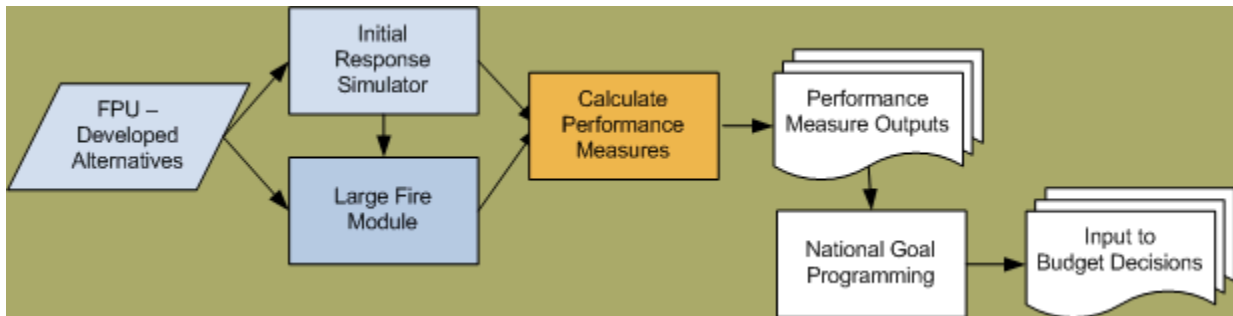 FPU –
Developed
Alternatives
Initial
Response
Simulator
Large Fire
Module
Calculate
Performance
Measures
Performance
Measure Outputs
National Goal
Programming
Input to
Budget Decisions